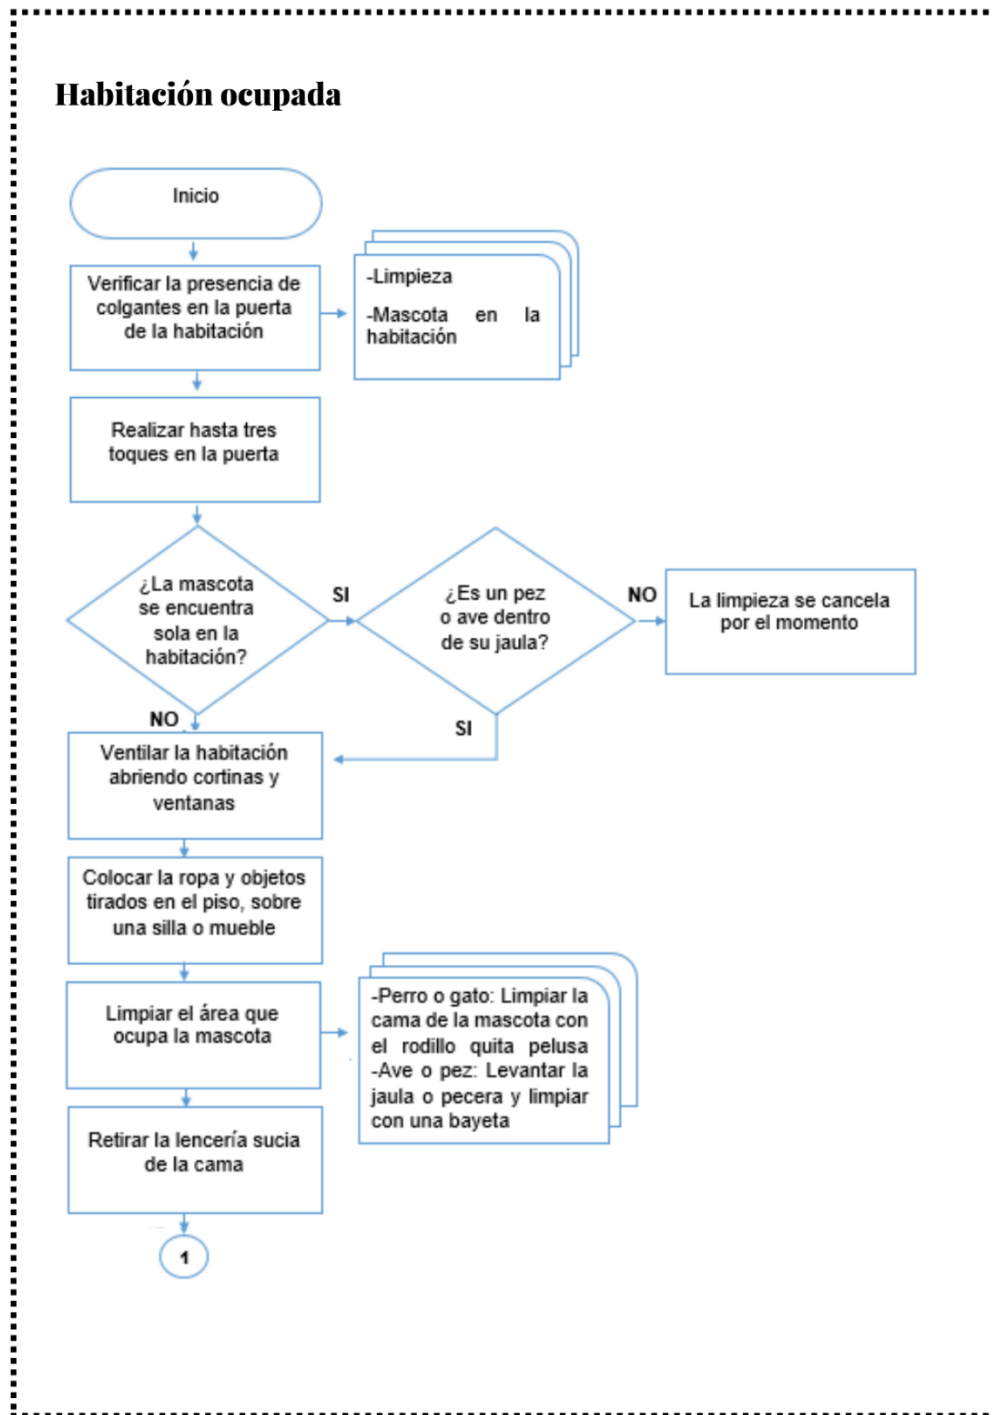 Habitación ocupada
Inicio
Verificar la presencia de
colgantes en la puerta
de la habitación
-Limpieza
-Mascota en la
habitación
Realizar hasta tres
toques en la puerta
¿La mascota
se encuentra
sola en la
habitación?
SI
¿Es un pez
o ave dentro
de su jaula?
NO
La limpieza se cancela
por el momento
NO
SI
Ventilar la habitación
abriendo cortinas y
ventanas
Colocar la ropa y objetos
tirados en el piso, sobre
una silla o mueble
Limpiar el área que
ocupa la mascota
-Perro o gato: Limpiar la
cama de la mascota con
el rodillo quita pelusa
-Ave o pez: Levantar la
jaula o pecera y limpiar
con una bayeta
Retirar la lencería sucia
de la cama
1